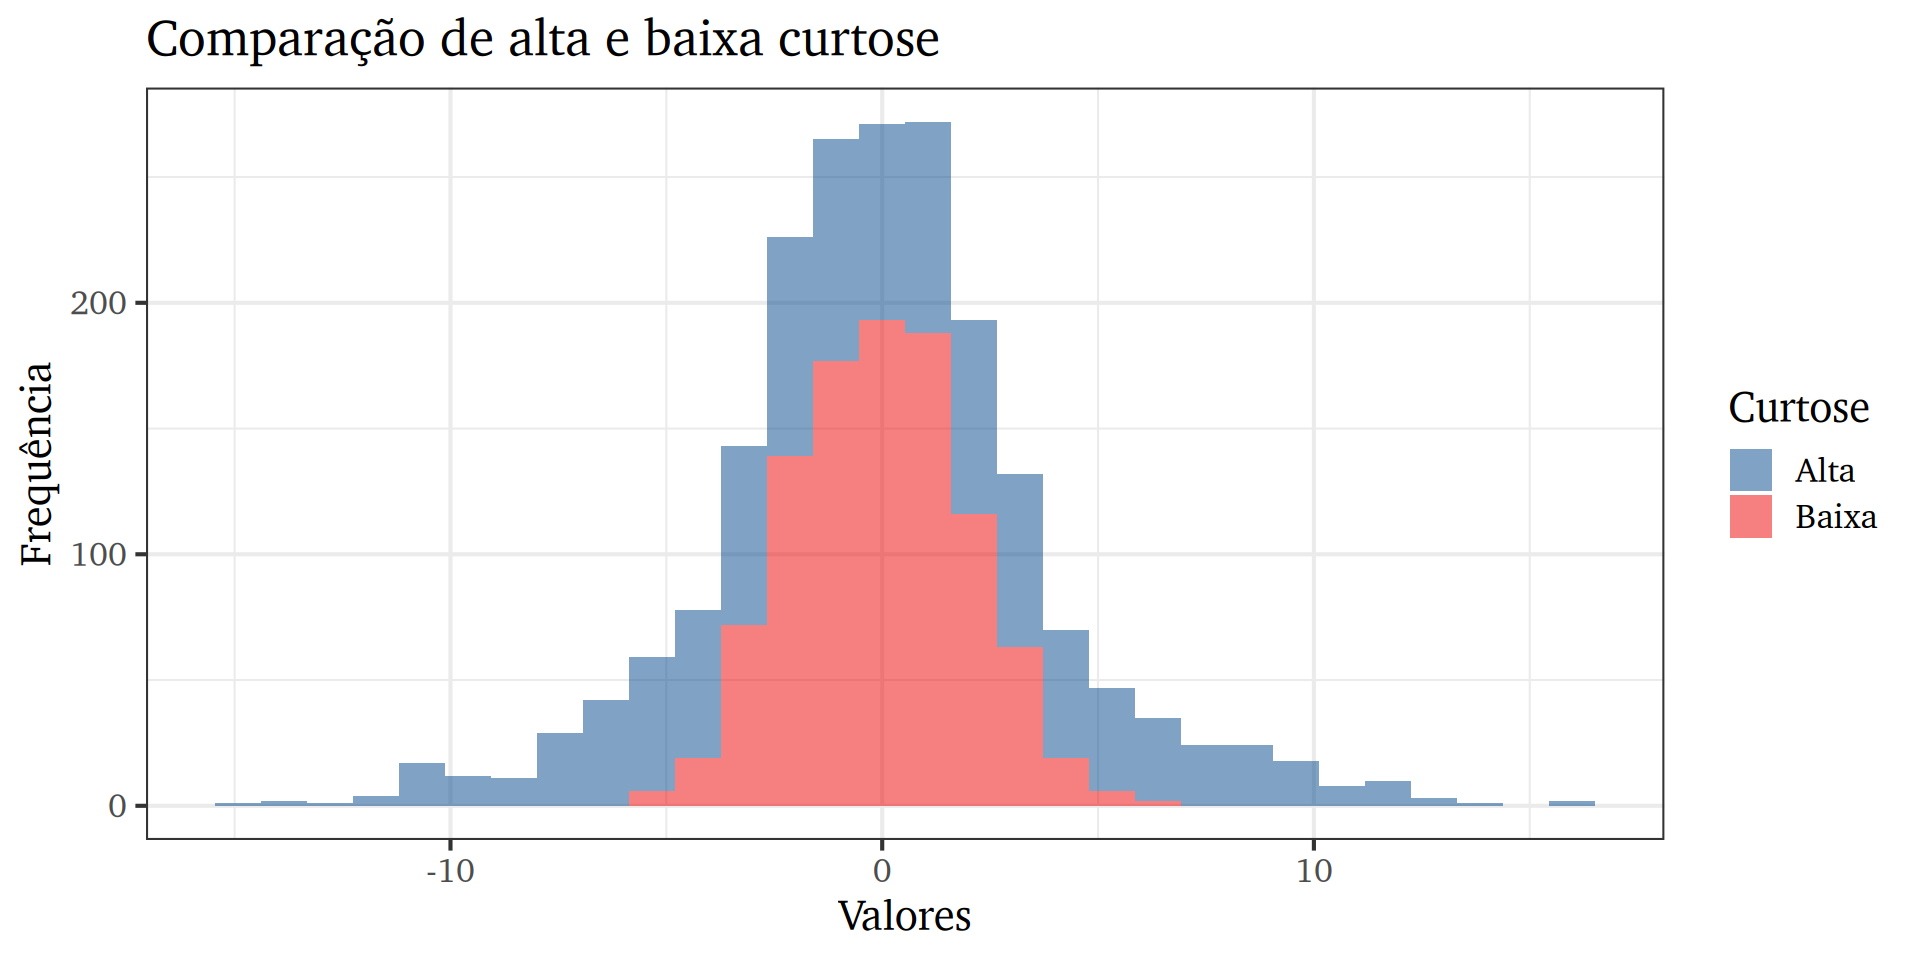 Comparação de alta e baixa curtose
Frequência
200
100
0
-10
0
10
Valores
Curtose
Alta
Baixa